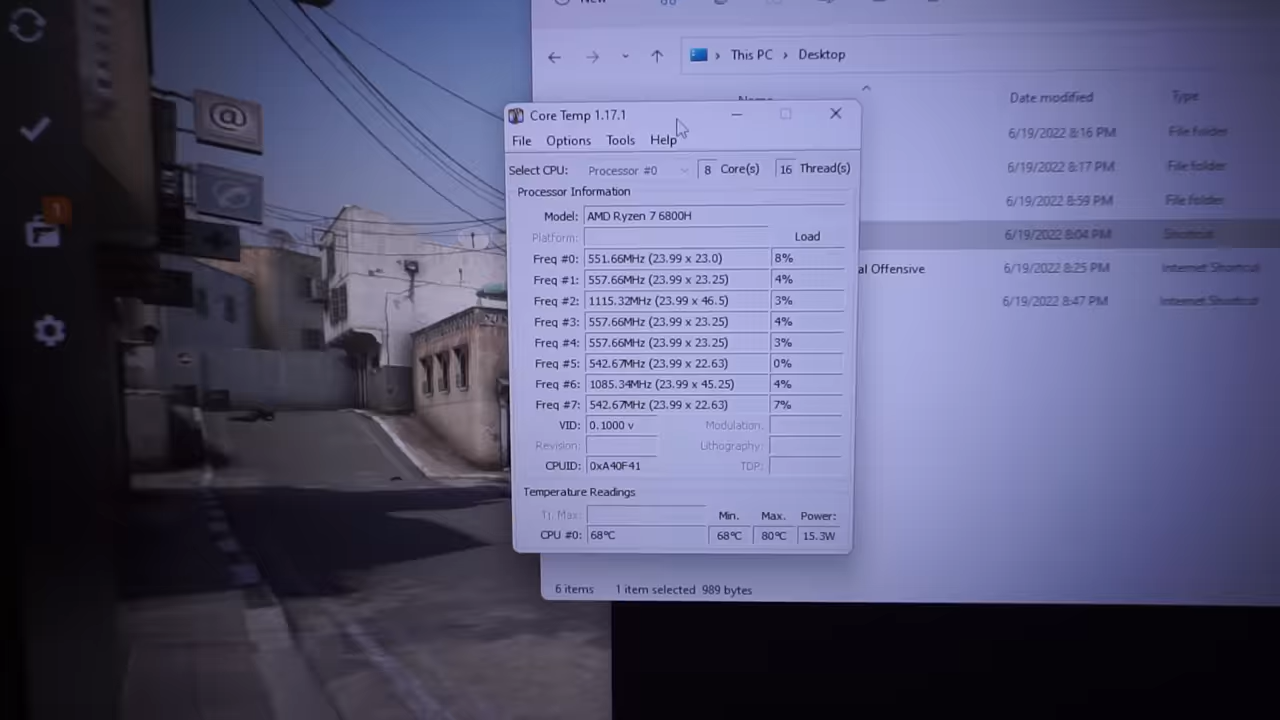 This PC > Desktop
Date modified Type
Core Temp 1.17.1
6/19/2022 8:16 PM File folder
File Options Tools Help
Select CPU: Processor #0 8 Core(s) 16 Thread(s)
6/19/2022 8:17 PM File folder
Processor Information
6/19/2022 8:59 PM File folder
Model: AMD Ryzen 7 6800H
Platform: Load
6/19/2022 8:04 PM Shortcut
Freq #0: 551.66MHz (23.99 x 23.0) 8%
al Offensive 6/19/2022 8:25 PM Internet Shortcut
Freq #1: 557.66MHz (23.99 x 23.25) 4%
Freq #2: 1115.32MHz (23.99 x 46.5) 3%
6/19/2022 8:47 PM Internet Shortcut
Freq #3: 557.66MHz (23.99 x 23.25) 4%
Freq #4: 557.66MHz (23.99 x 23.25) 3%
Freq #5: 542.67MHz (23.99 x 22.63) 0%
Freq #6: 1085.34MHz (23.99 x 45.25) 4%
Freq #7: 542.67MHz (23.99 x 22.63) 7%
VID: 0.1000 v Modulation:
Revision: Lithography:
CPUID: 0xA40F41 TDP:
Temperature Readings
Tj. Max: Min. Max. Power:
CPU #0: 68°C 68°C 80°C 15.3W
6 items 1 item selected 989 bytes
@
1